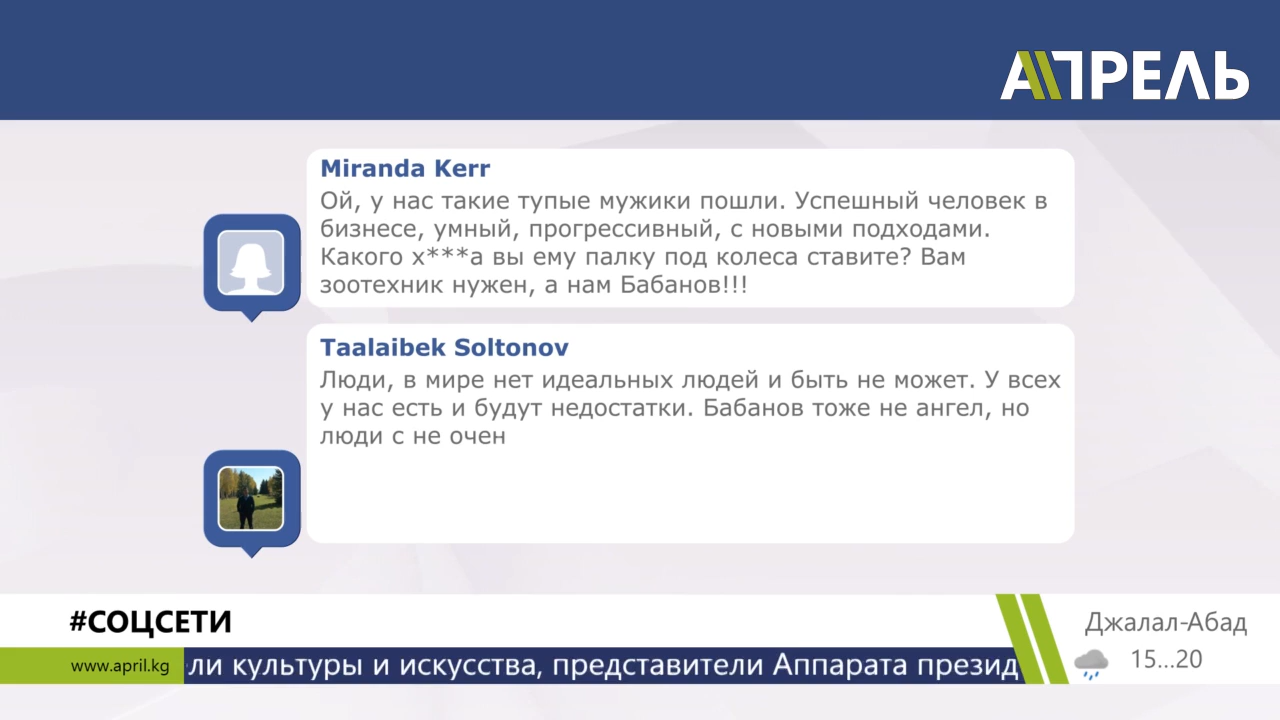 АПРЕЛЬ
Miranda Kerr
Ой, у нас такие тупые мужики пошли. Успешный человек в
бизнесе, умный, прогрессивный, с новыми подходами.
Какого х***а вы ему палку под колеса ставите? Вам
зоотехник нужен, а нам Бабанов!!!
Taalaibek Soltonov
Люди, в мире нет идеальных людей и быть не может. У всех
у нас есть и будут недостатки. Бабанов тоже не ангел, но
люди с не очен
#СОЦСЕТИ
Джалал-Абад
15...20
www.april.kg
ли культуры и искусства, представители Аппарата презид